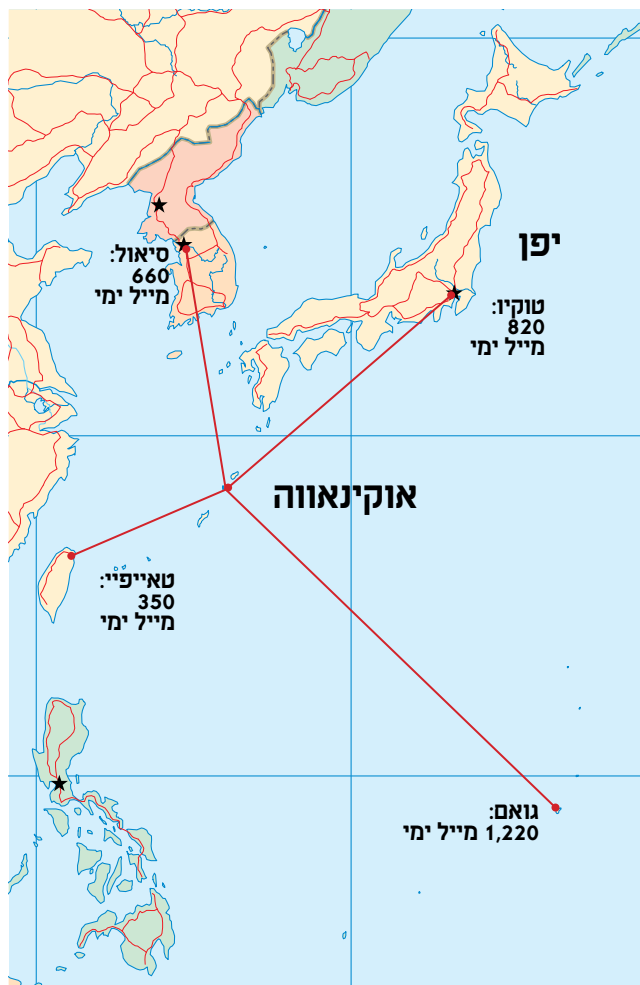 יפן
סיאול:
660
מייל ימי
טוקיו:
820
מייל ימי
אוקינאווה
טאייפיי:
350
מייל ימי
גואם:
1,220 מייל ימי